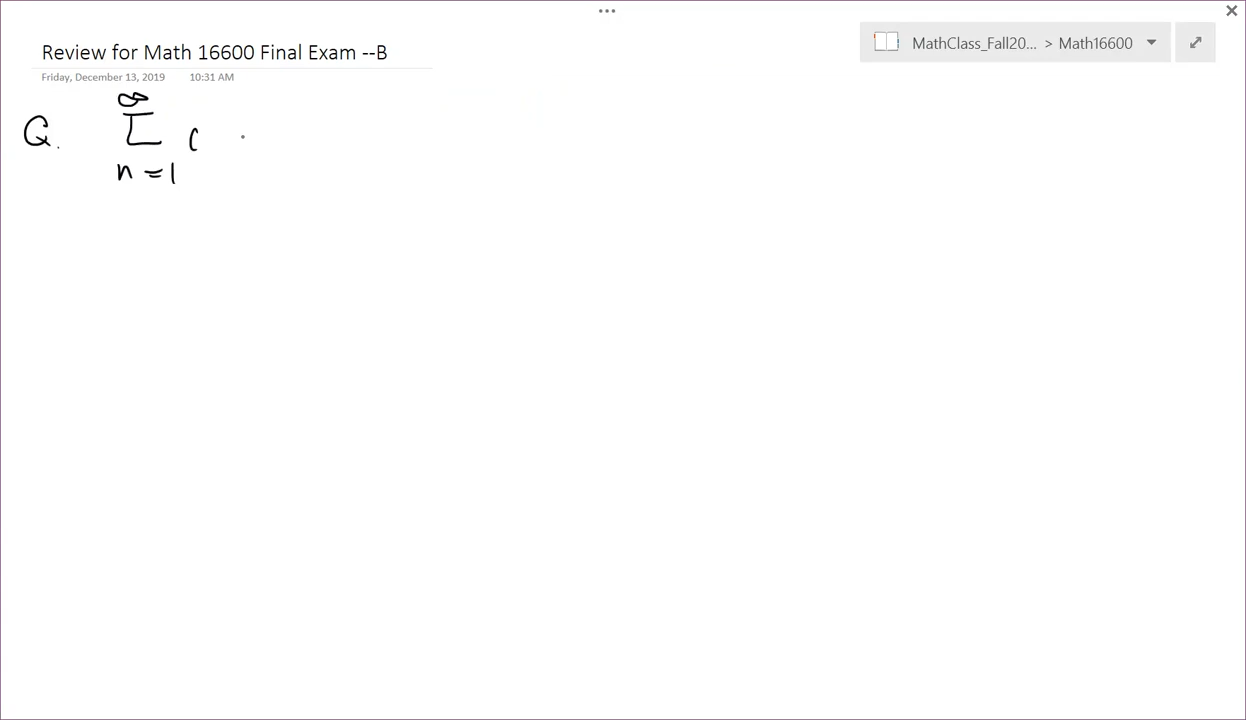 Review for Math 16600 Final Exam --B
MathClass_Fall20... > Math16600
Friday, December 13, 2019 10:31 AM
∞
Q. Σ (
n = 1